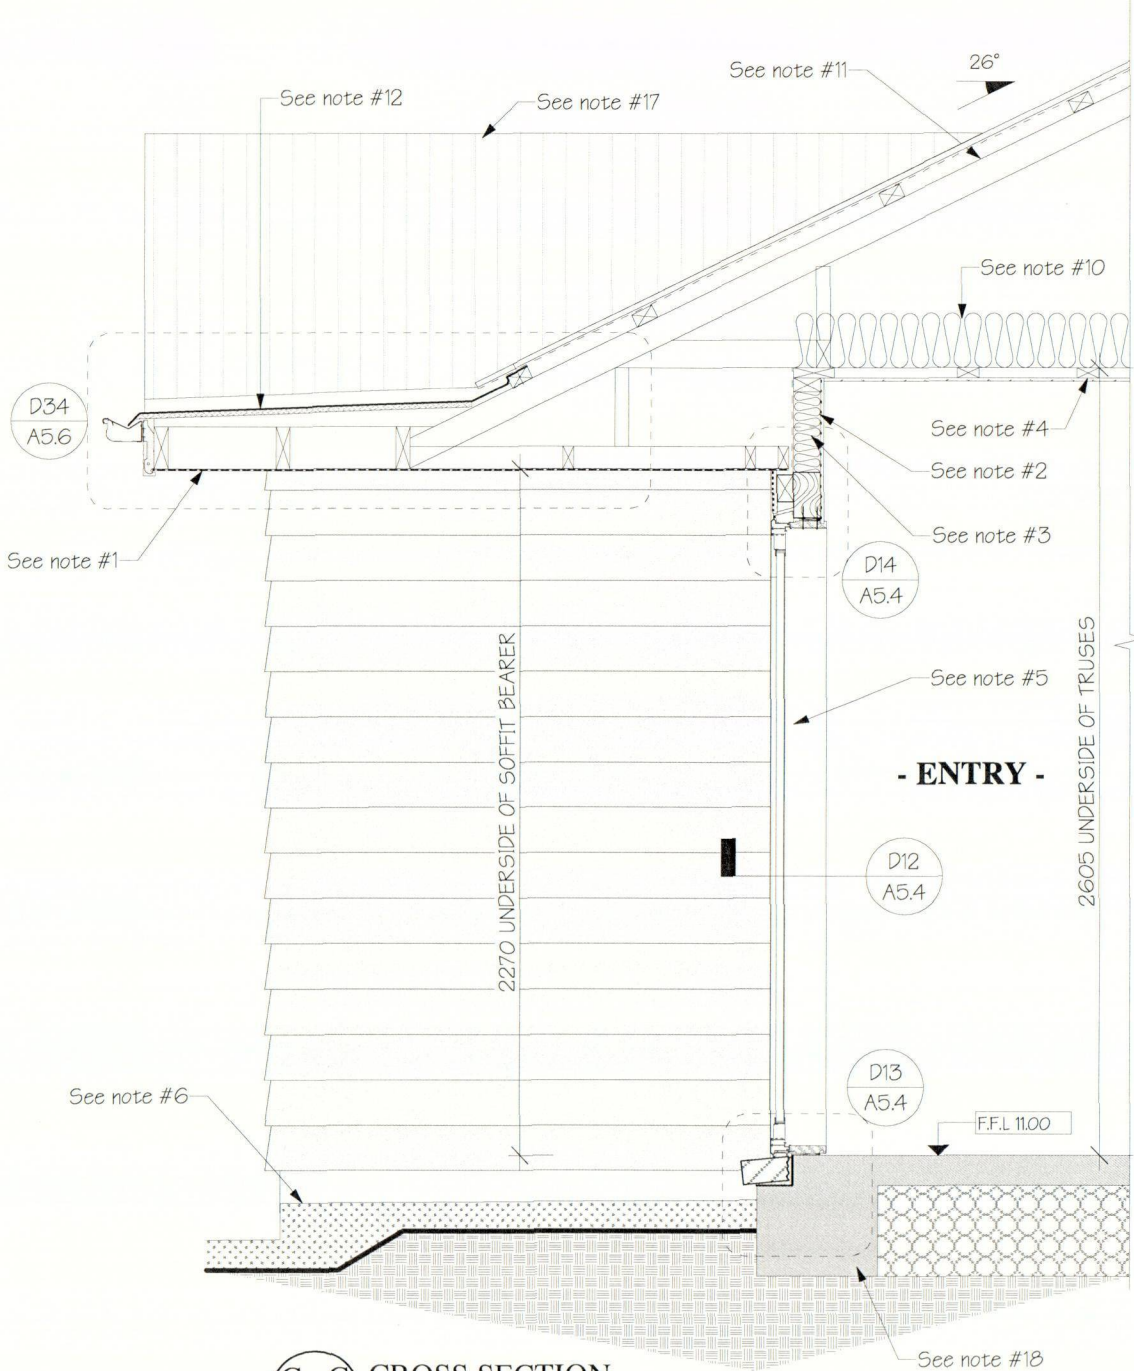 26°
See note #11
See note #12
See note #17
See note #10
D34
A5.6
See note #4
See note #2
See note #3
See note #1
D14
A5.4
2270 UNDERSIDE OF SOFFIT BEARER
2605 UNDERSIDE OF TRUSES
See note #5
- ENTRY -
D12
A5.4
D13
A5.4
See note #6
F.F.L 11.00
See note #18
CROSS SECTION